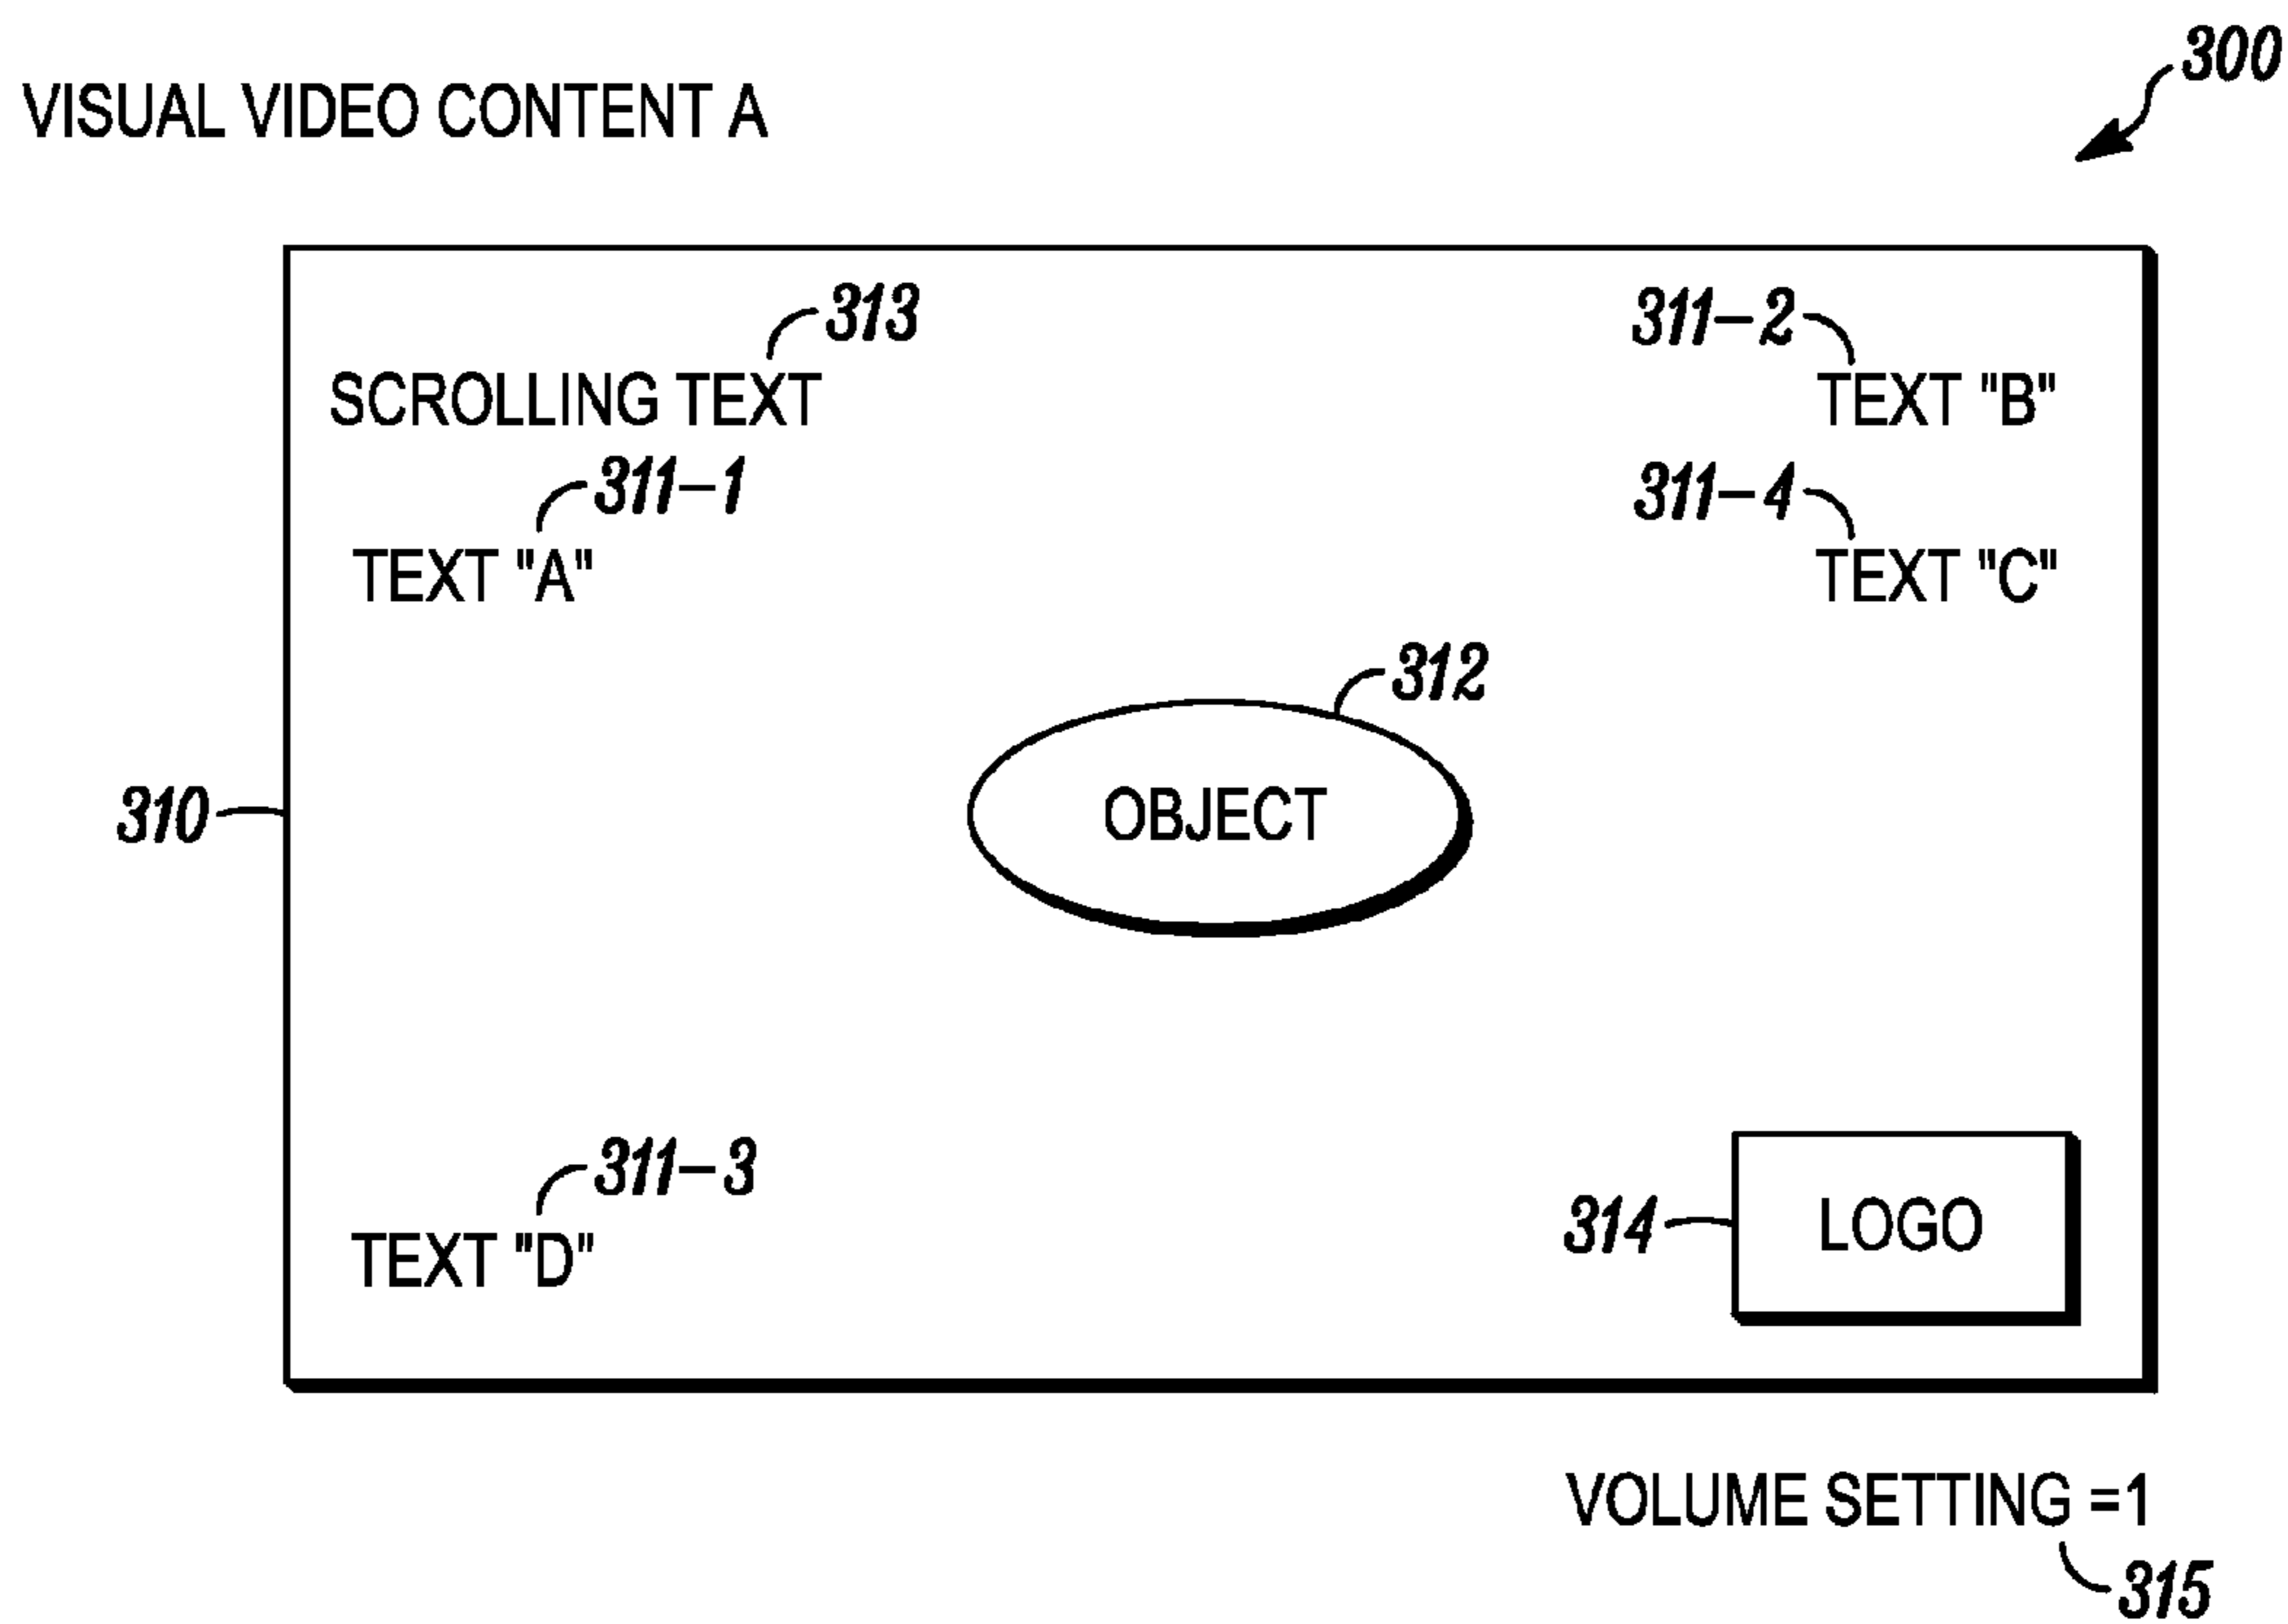 300
VISUAL VIDEO CONTENT A
313
311-2
SCROLLING TEXT
TEXT "B"
311-1
311-4
TEXT "A"
TEXT "C"
312
310
OBJECT
311-3
314
LOGO
TEXT "D"
VOLUME SETTING =1
315